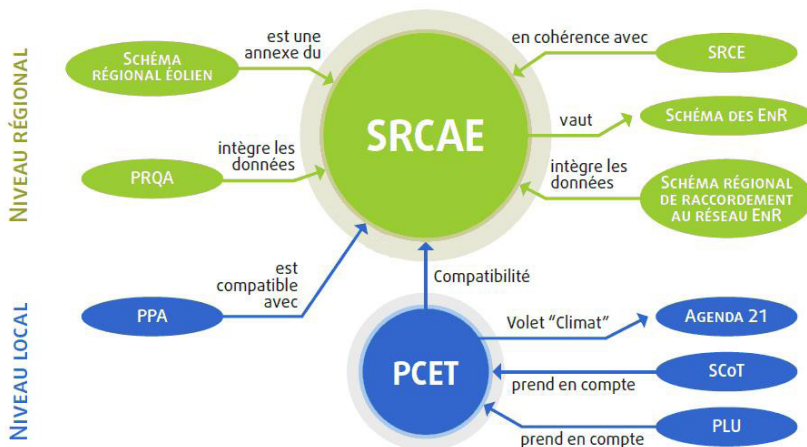 NIVEAU RÉGIONAL
SCHÉMA
RÉGIONAL ÉOLIEN
est une
annexe du
en cohérence avec
SRCE
SRCAE
vaut
SCHÉMA DES ENR
PRQA
intègre les
données
intègre les
données
SCHÉMA RÉGIONAL
DE RACCORDEMENT
AU RÉSEAU ENR
NIVEAU LOCAL
PPA
est
compatible
avec
Compatibilité
PCET
Volet “Climat”
AGENDA 21
prend en compte
SCoT
prend en compte
PLU